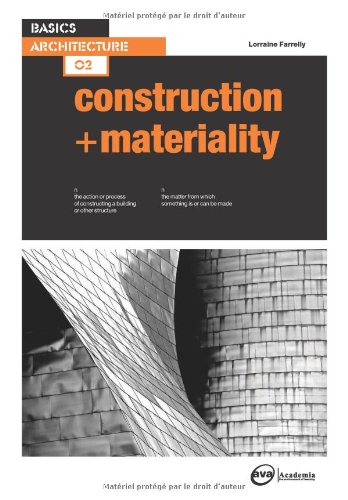 Matériel protégé par le droit d'auteur
BASICS
ARCHITECTURE
02
Lorraine Farrelly
construction
+materiality
n
the action or process
of constructing a building
or other structure
n
the matter from which
something is or can be made
ava
Academia
Matériel protégé par le droit d'auteur